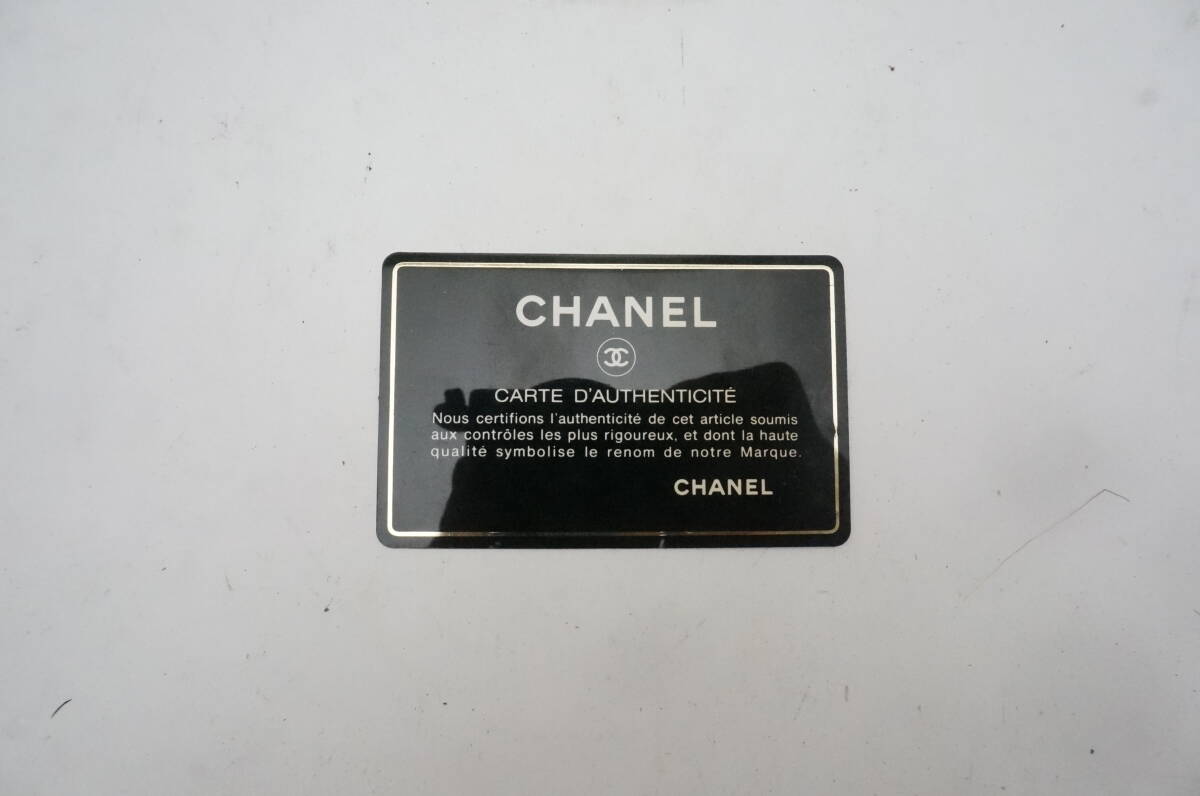 CHANEL
CARTE D'AUTHENTICITÉ
Nous certifions l'authenticité de cet article soumis
aux contrôles les plus rigoureux, et dont la haute
qualité symbolise le renom de notre Marque.
CHANEL